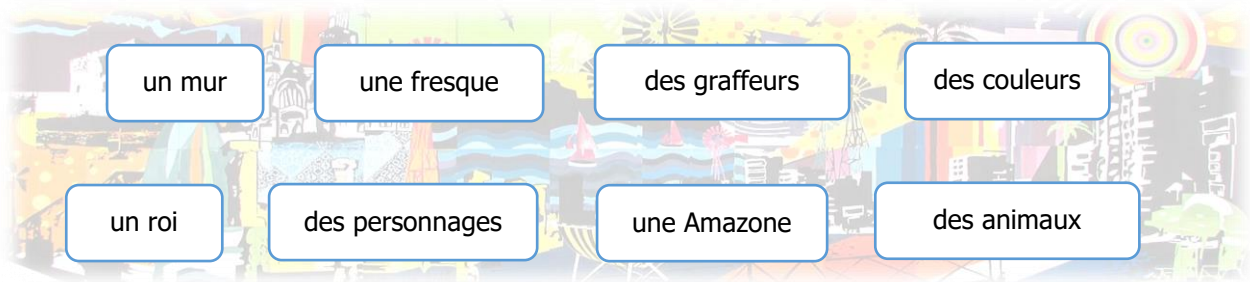 un mur
une fresque
des graffeurs
des couleurs
un roi
des personnages
une Amazone
des animaux